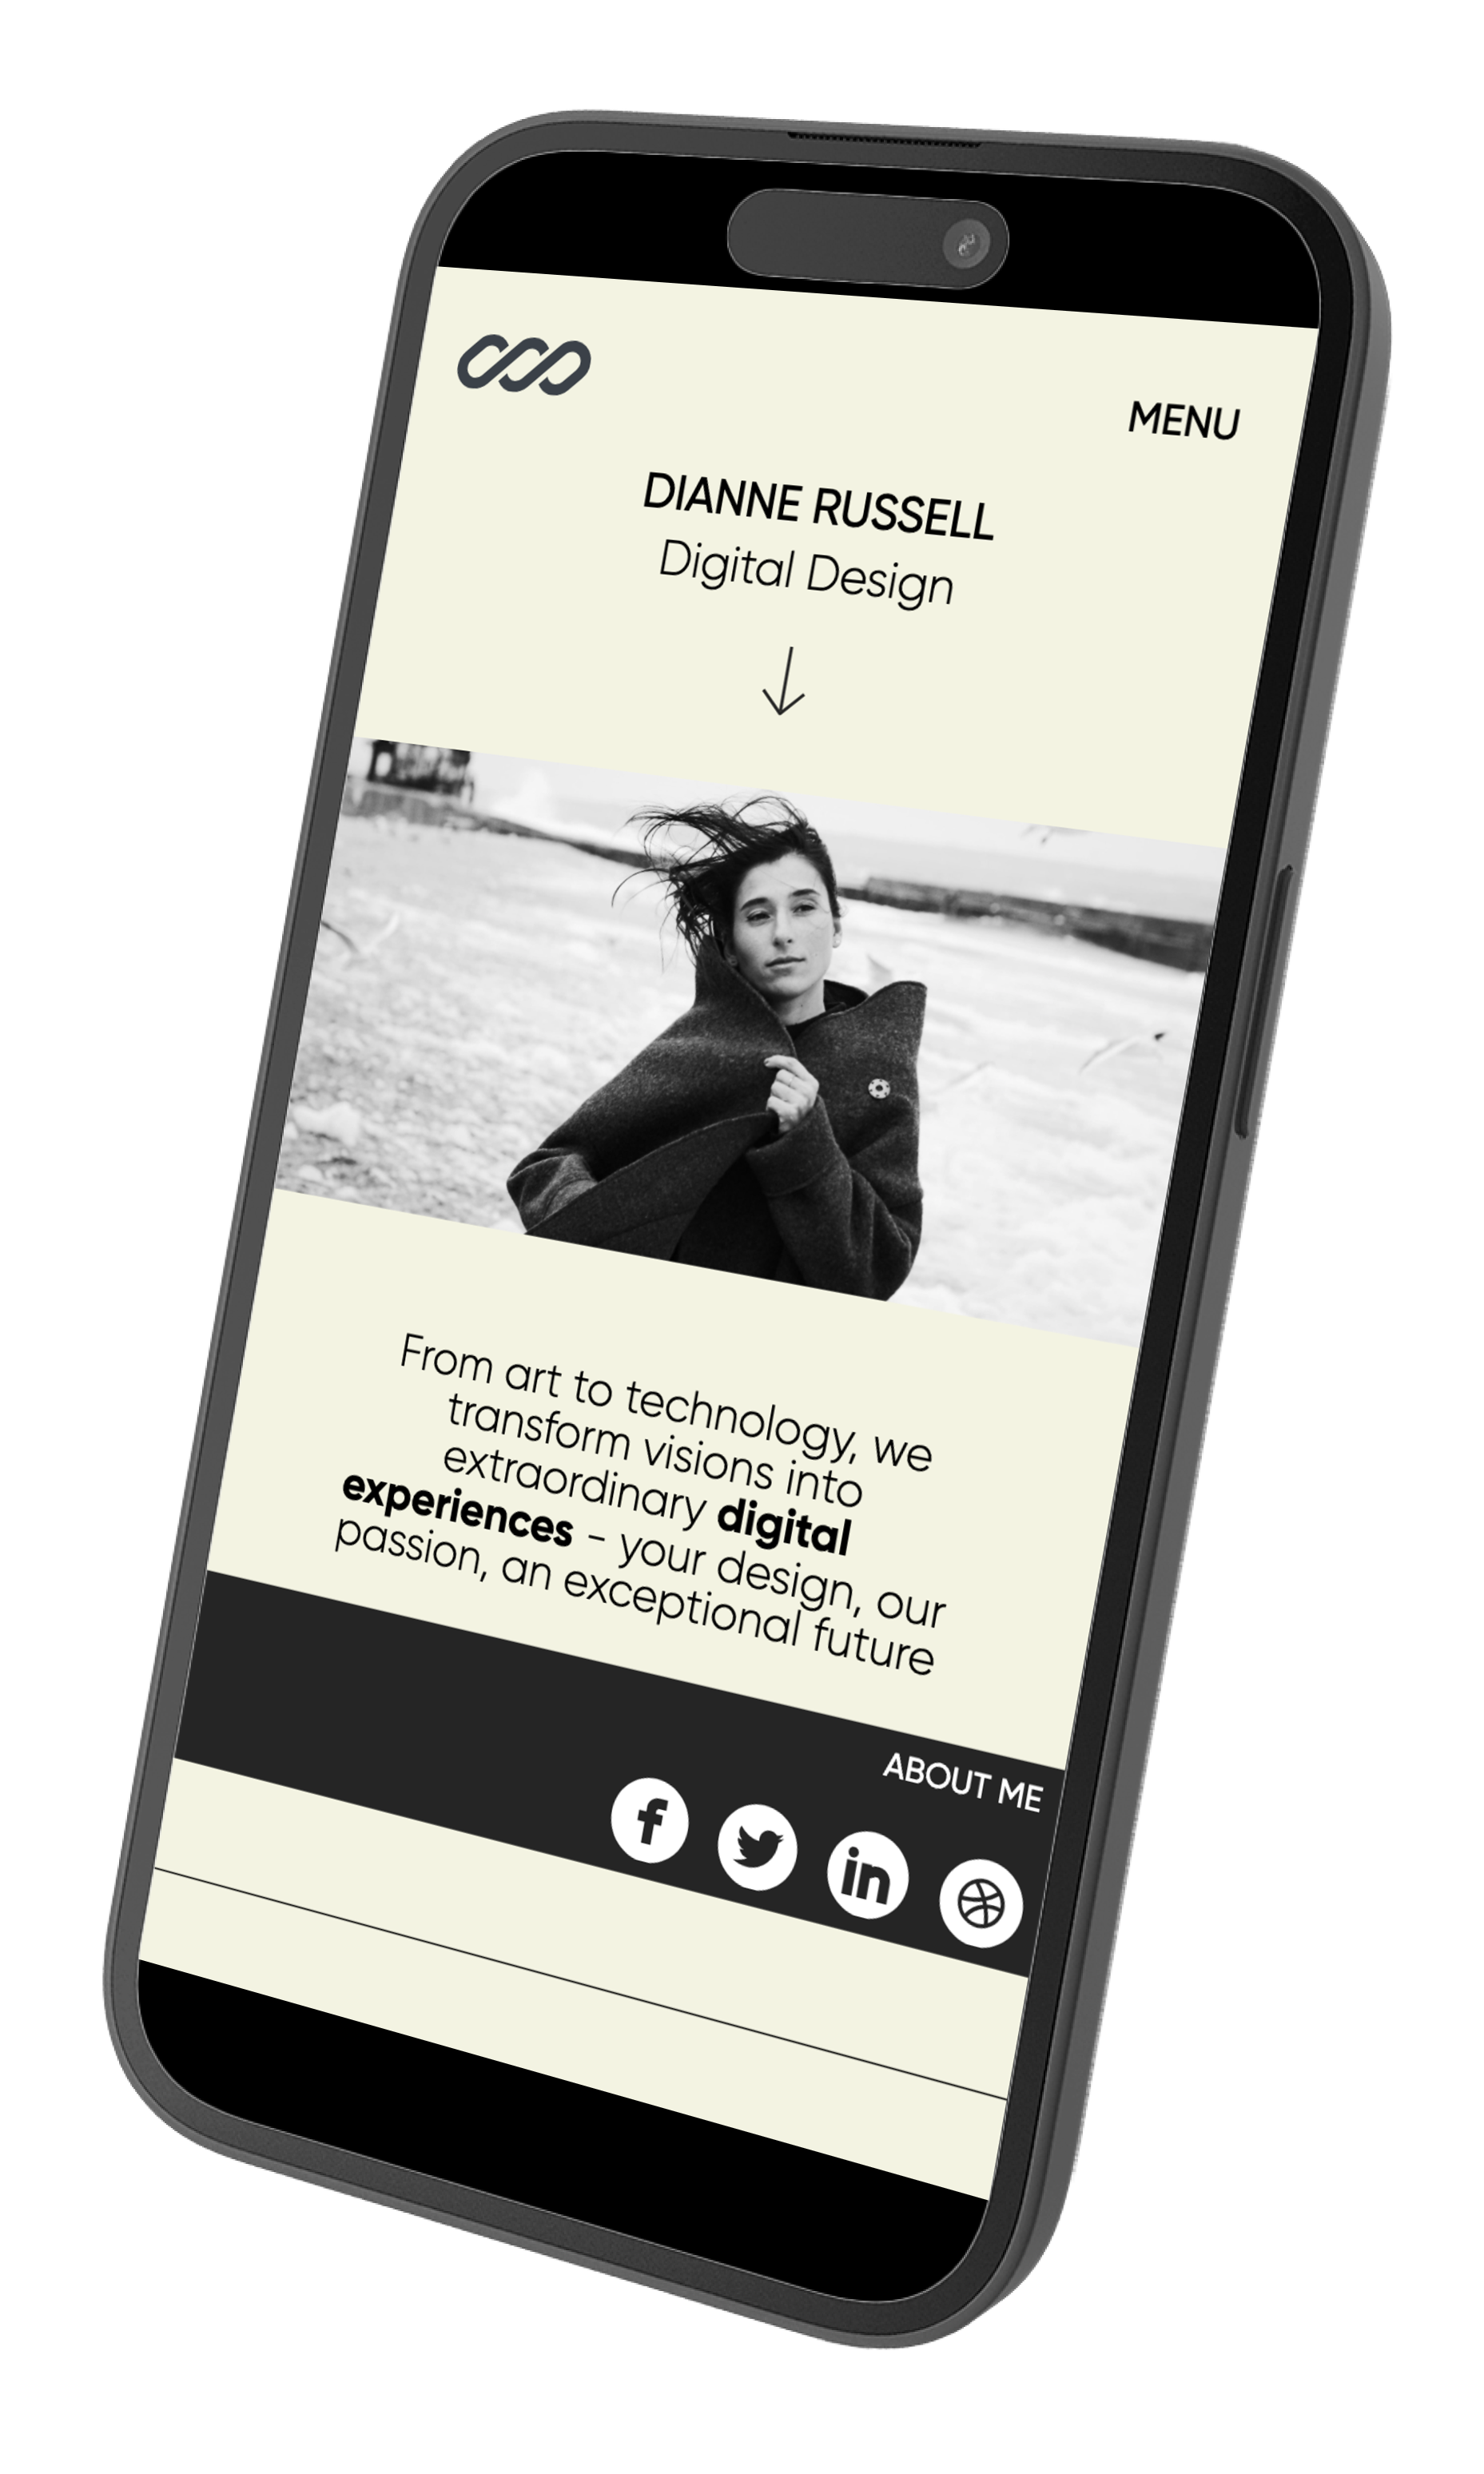 MENU
DIANNE RUSSELL
Digital Design
From art to technology, we
transform visions into
extraordinary digital
experiences - your design, our
passion, an exceptional future
ABOUT ME
f
in